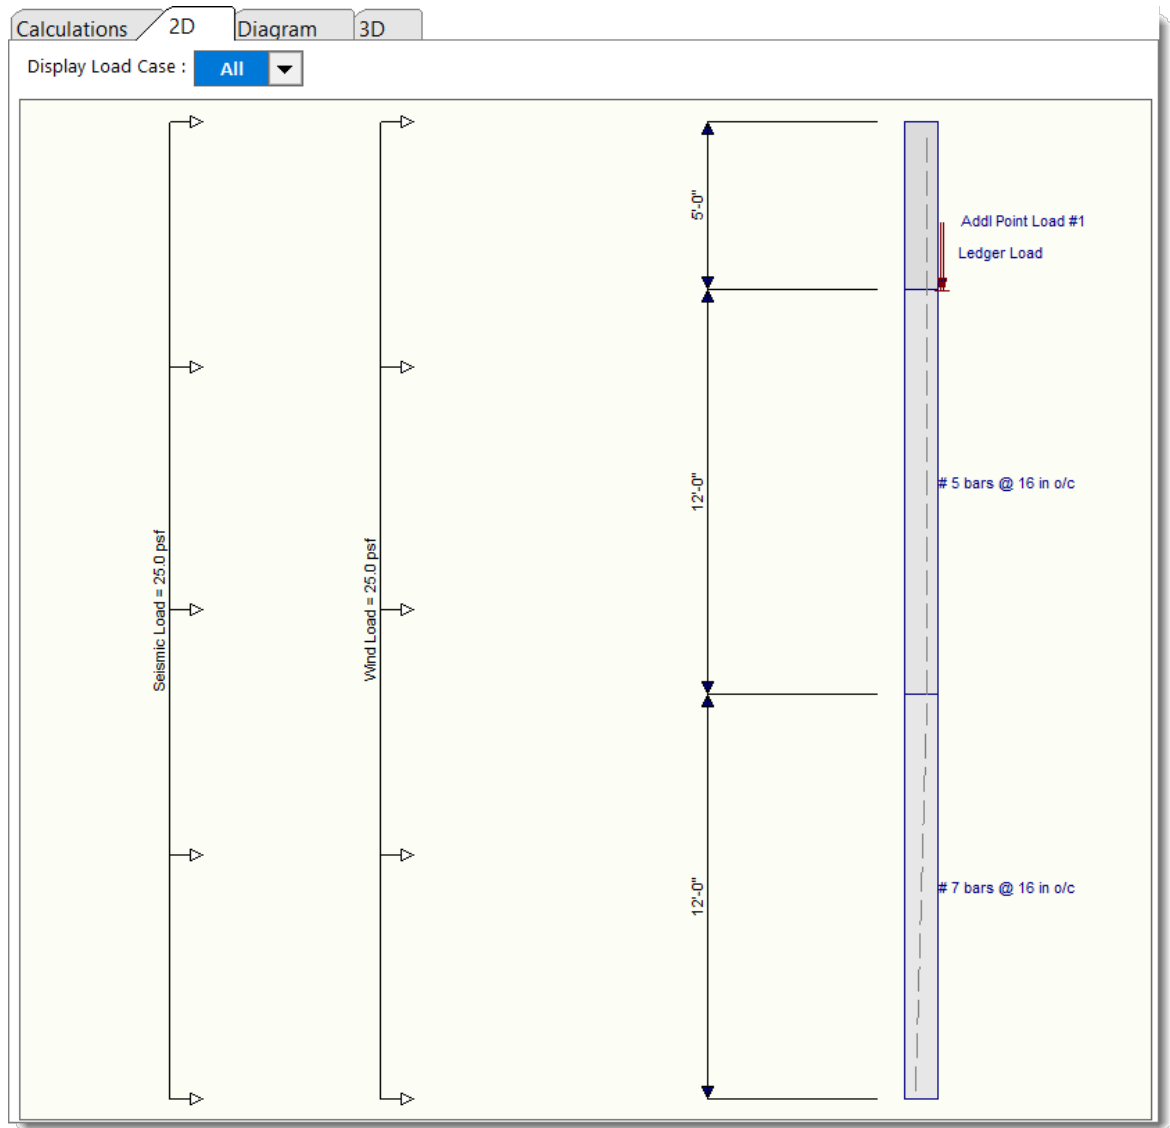 Calculations 2D Diagram 3D
Display Load Case : All
5'-0"
Addl Point Load #1
Ledger Load
12'-0"
# 5 bars @ 16 in o/c
Seismic Load = 25.0 psf
Wind Load = 25.0 psf
12'-0"
# 7 bars @ 16 in o/c